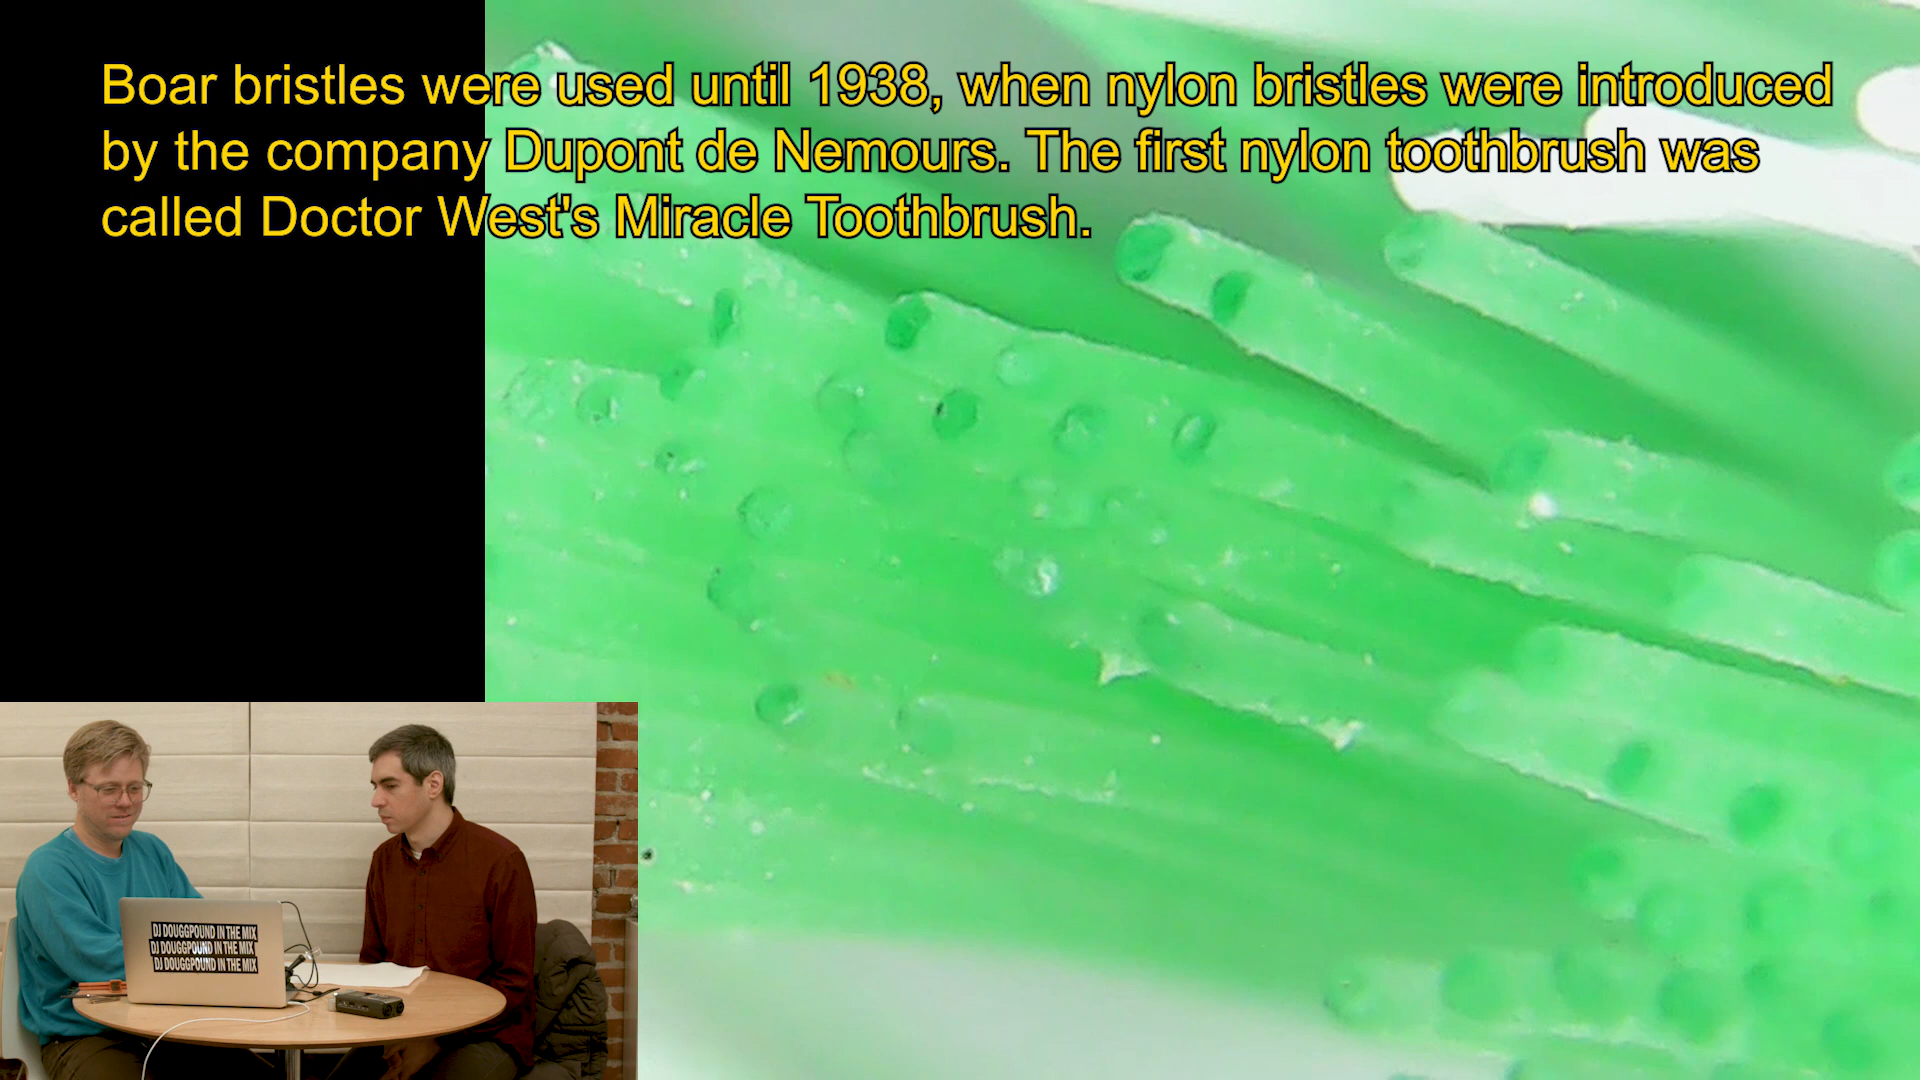 Boar bristles were used until 1938, when nylon bristles were introduced
by the company Dupont de Nemours. The first nylon toothbrush was
called Doctor West's Miracle Toothbrush.
DJ DOUGGPOUND IN THE MIX
DJ DOUGGPOUND IN THE MIX
DJ DOUGGPOUND IN THE MIX